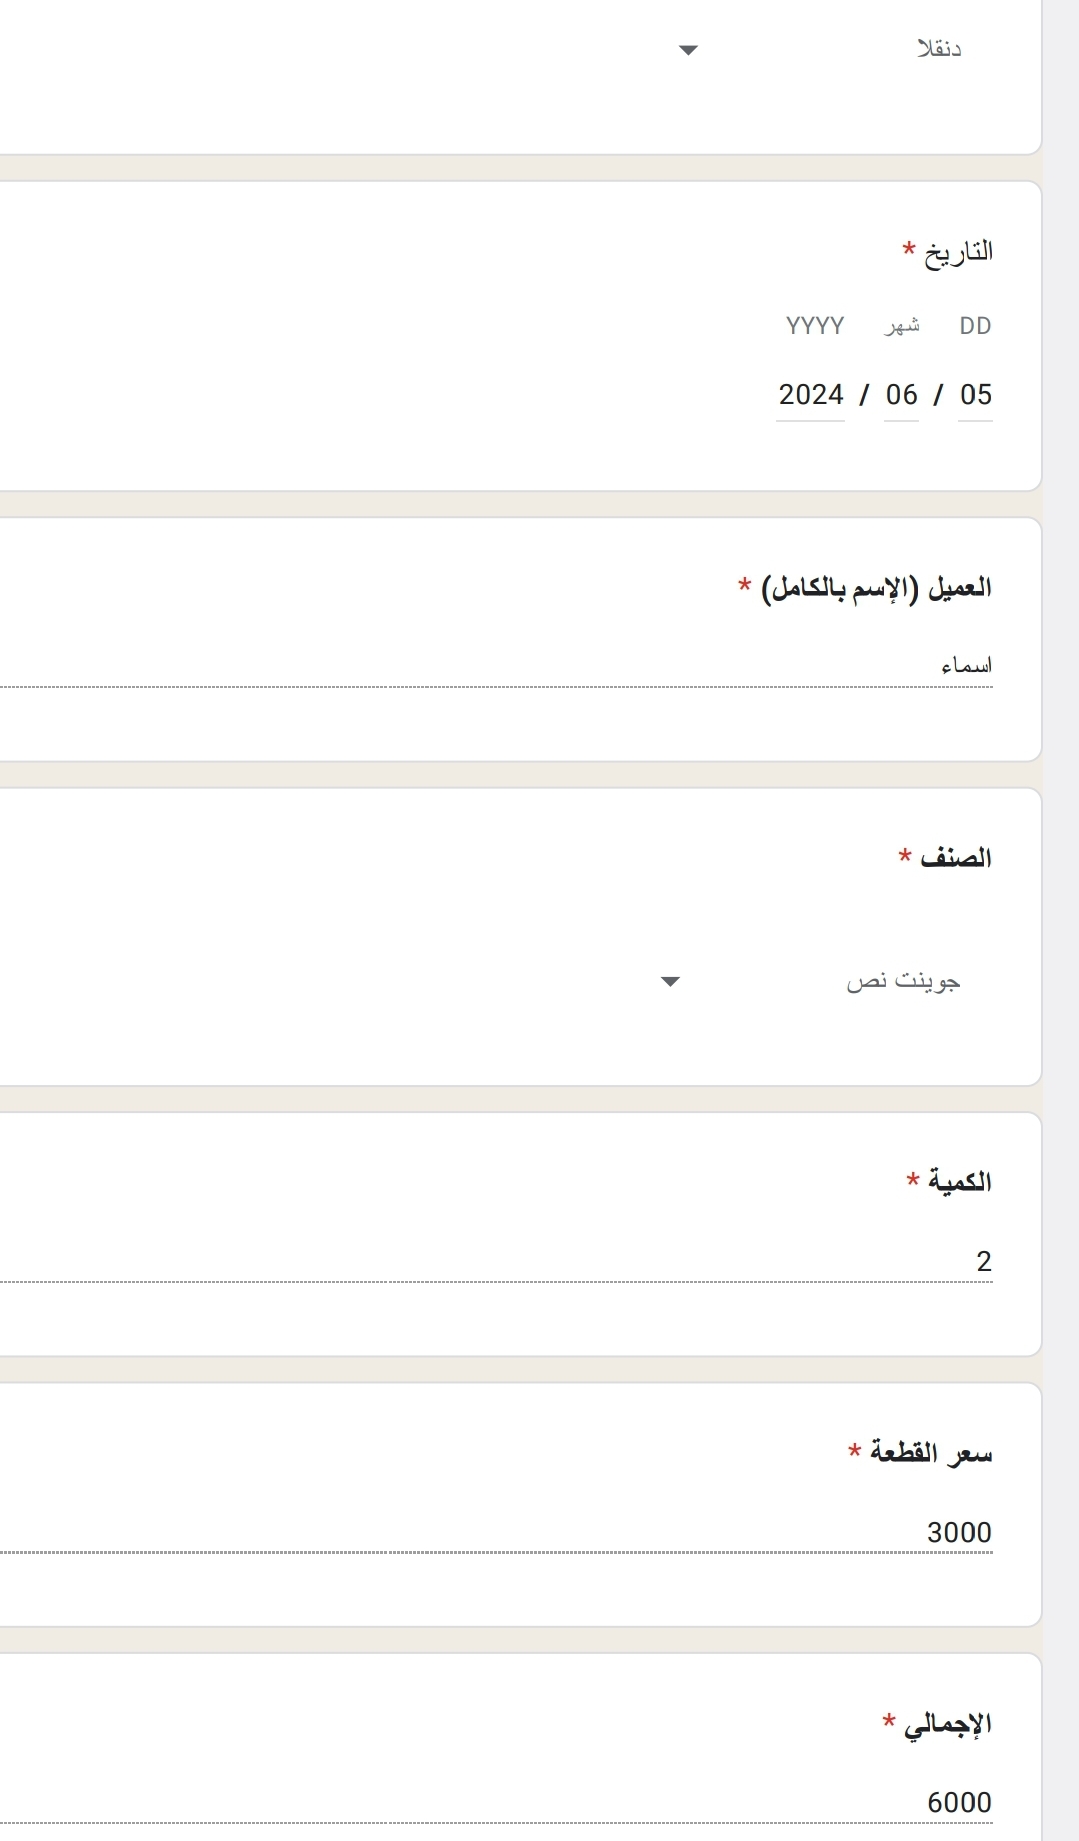 دنقلا
التاريخ *
DD شهر YYYY
05 / 06 / 2024
العميل (الإسم بالكامل) *
اسماء
الصنف *
جوينت نص
الكمية *
2
سعر القطعة *
3000
الإجمالي *
6000